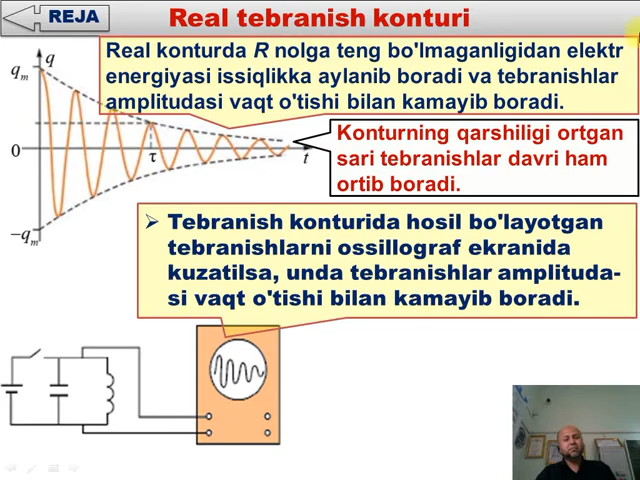 REJA
Real tebranish konturi
Real konturda R nolga teng bo'lmaganligidan elektr
energiyasi issiqlikka aylanib boradi va tebranishlar
amplitudasi vaqt o'tishi bilan kamayib boradi.
q
qm
0
τ
t
−qm
Konturning qarshiligi ortgan
sari tebranishlar davri ham
ortib boradi.
➢ Tebranish konturida hosil bo'layotgan
tebranishlarni ossillograf ekranida
kuzatilsa, unda tebranishlar amplituda-
si vaqt o'tishi bilan kamayib boradi.